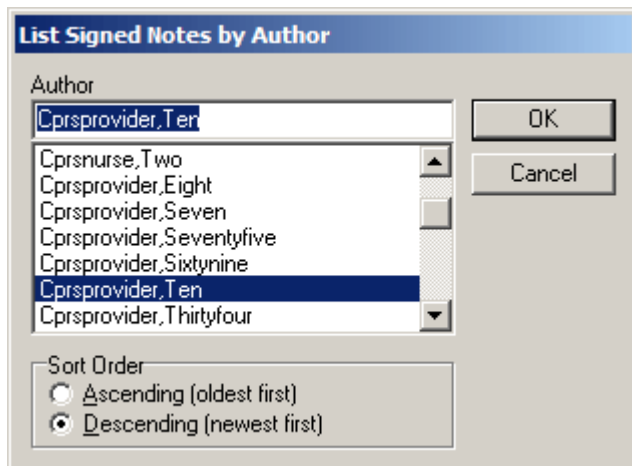 List Signed Notes by Author
Author
Cprsprovider,Ten
OK
Cprsnurse,Two
Cprsprovider,Eight
Cancel
Cprsprovider,Seven
Cprsprovider,Seventyfive
Cprsprovider,Sixtynine
Cprsprovider,Ten
Cprsprovider,Thirtyfour
Sort Order
Ascending (oldest first)
Descending (newest first)